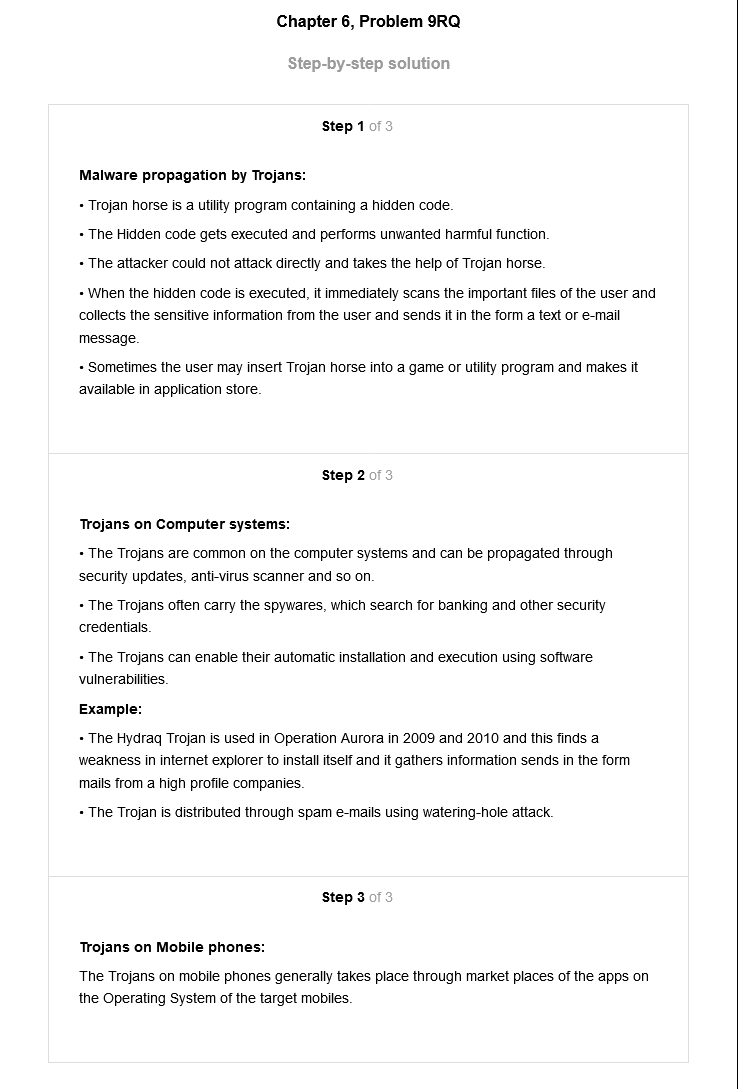 Chapter 6, Problem 9RQ
Step-by-step solution
Step 1 of 3
Malware propagation by Trojans:
• Trojan horse is a utility program containing a hidden code.
• The Hidden code gets executed and performs unwanted harmful function.
• The attacker could not attack directly and takes the help of Trojan horse.
• When the hidden code is executed, it immediately scans the important files of the user and
collects the sensitive information from the user and sends it in the form a text or e-mail
message.
• Sometimes the user may insert Trojan horse into a game or utility program and makes it
available in application store.
Step 2 of 3
Trojans on Computer systems:
• The Trojans are common on the computer systems and can be propagated through
security updates, anti-virus scanner and so on.
• The Trojans often carry the spywares, which search for banking and other security
credentials.
• The Trojans can enable their automatic installation and execution using software
vulnerabilities.
Example:
• The Hydraq Trojan is used in Operation Aurora in 2009 and 2010 and this finds a
weakness in internet explorer to install itself and it gathers information sends in the form
mails from a high profile companies.
• The Trojan is distributed through spam e-mails using watering-hole attack.
Step 3 of 3
Trojans on Mobile phones:
The Trojans on mobile phones generally takes place through market places of the apps on
the Operating System of the target mobiles.